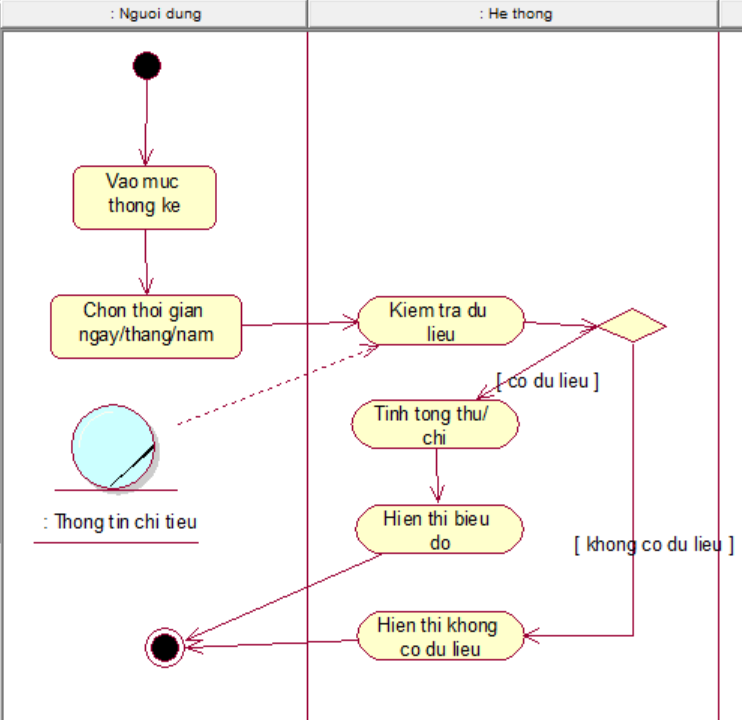 : Nguoi dung
: He thong
Vao muc
thong ke
Chon thoi gian
ngay/thang/nam
Kiem tra du
lieu
[ co du lieu ]
Tinh tong thu/
chi
Hien thi bieu
do
: Thong tin chi tieu
[ khong co du lieu ]
Hien thi khong
co du lieu